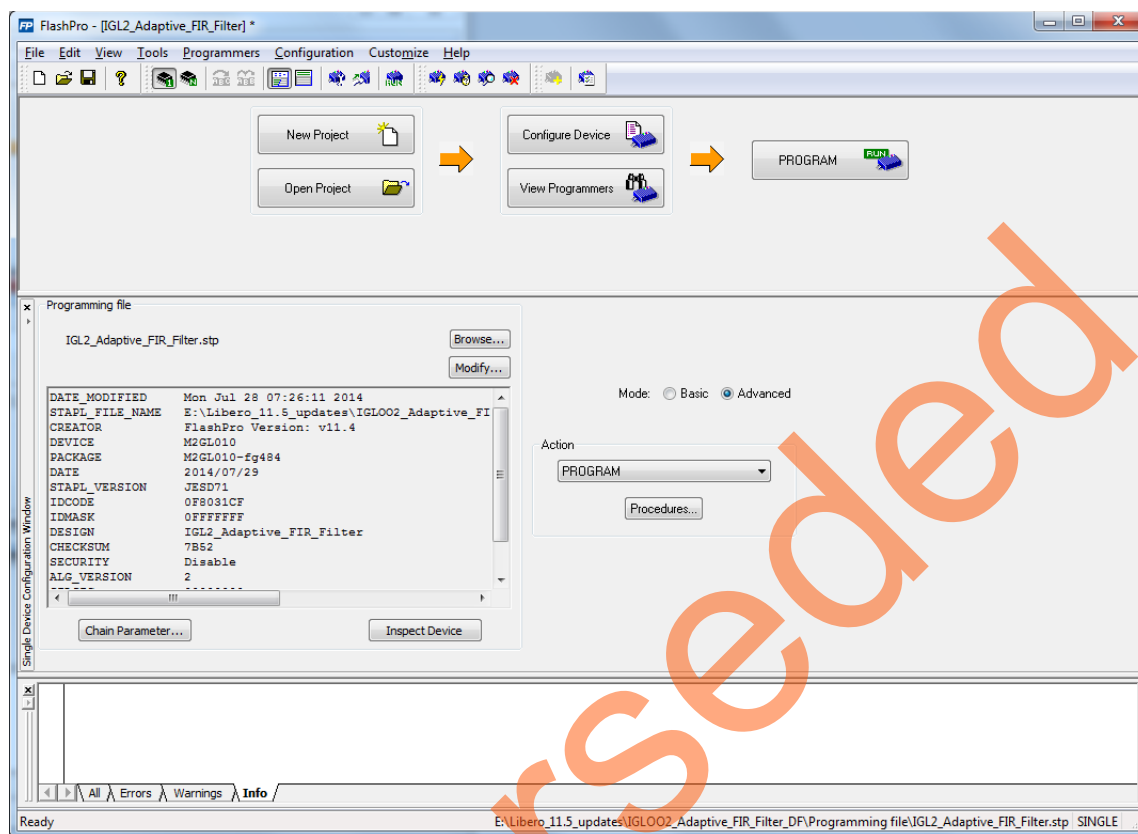 FlashPro - [IGL2_Adaptive_FIR_Filter] *
File Edit View Tools Programmers Configuration Customize Help
New Project
Open Project
Configure Device
View Programmers
PROGRAM
RUN
Programming file
IGL2_Adaptive_FIR_Filter.stp
Browse...
Modify...
DATE_MODIFIED Mon Jul 28 07:26:11 2014
STAPL_FILE_NAME E:\Libero_11.5_updates\IGLOO2_Adaptive_FI
CREATOR FlashPro Version: v11.4
DEVICE M2GL010
PACKAGE M2GL010-fg484
DATE 2014/07/29
STAPL_VERSION JESD71
IDCODE 0F8031CF
IDMASK 0FFFFFFF
DESIGN IGL2_Adaptive_FIR_Filter
CHECKSUM 7B52
SECURITY Disable
ALG_VERSION 2
Chain Parameter...
Inspect Device
Mode: Basic Advanced
Action
PROGRAM
Procedures...
Single Device Configuration Window
All Errors Warnings Info
Ready
E:\Libero_11.5_updates\IGLOO2_Adaptive_FIR_Filter_DF\Programming file\IGL2_Adaptive_FIR_Filter.stp SINGLE
rseded